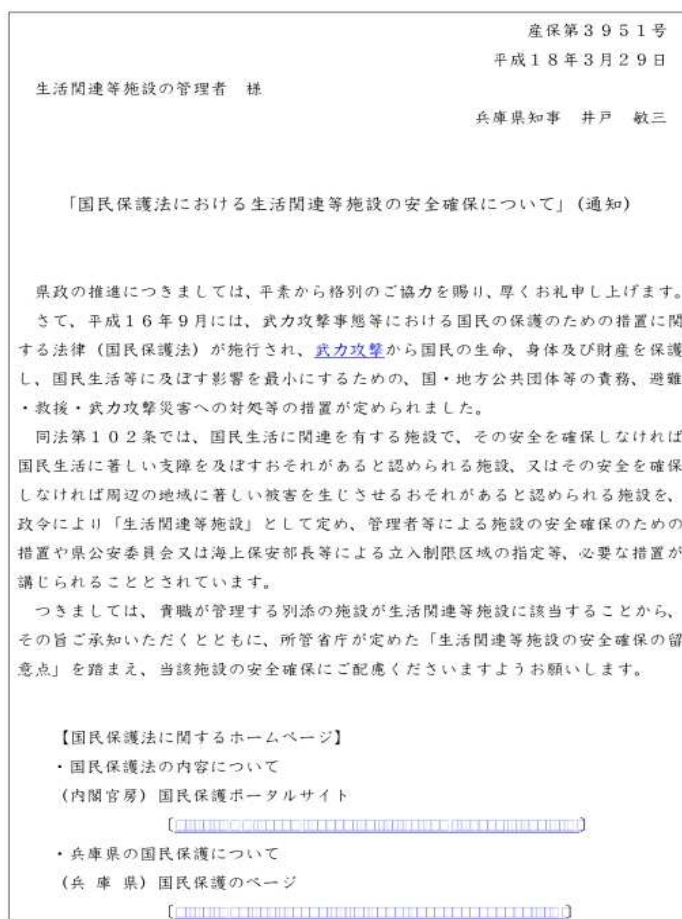 産保第3951号
平成18年3月29日
生活関連等施設の管理者　様
兵庫県知事　井戸　敏三
「国民保護法における生活関連等施設の安全確保について」(通知)
県政の推進につきましては、平素から格別のご協力を賜り、厚くお礼申し上げます。
さて、平成16年9月には、武力攻撃事態等における国民の保護のための措置に関
する法律（国民保護法）が施行され、武力攻撃から国民の生命、身体及び財産を保護
し、国民生活等に及ぼす影響を最小にするための、国・地方公共団体等の責務、避難
・救援・武力攻撃災害への対処等の措置が定められました。
同法第102条では、国民生活に関連を有する施設で、その安全を確保しなければ
国民生活に著しい支障を及ぼすおそれがあると認められる施設、又はその安全を確保
しなければ周辺の地域に著しい被害を生じさせるおそれがあると認められる施設を、
政令により「生活関連等施設」として定め、管理者等による施設の安全確保のための
措置や県公安委員会又は海上保安部長等による立入制限区域の指定等、必要な措置が
講じられることとされています。
つきましては、貴職が管理する別添の施設が生活関連等施設に該当することから、
その旨ご承知いただくとともに、所管省庁が定めた「生活関連等施設の安全確保の留
意点」を踏まえ、当該施設の安全確保にご配慮くださいますようお願いします。
【国民保護法に関するホームページ】
・国民保護法の内容について
(内閣官房) 国民保護ポータルサイト
・兵庫県の国民保護について
(兵 庫 県) 国民保護のページ